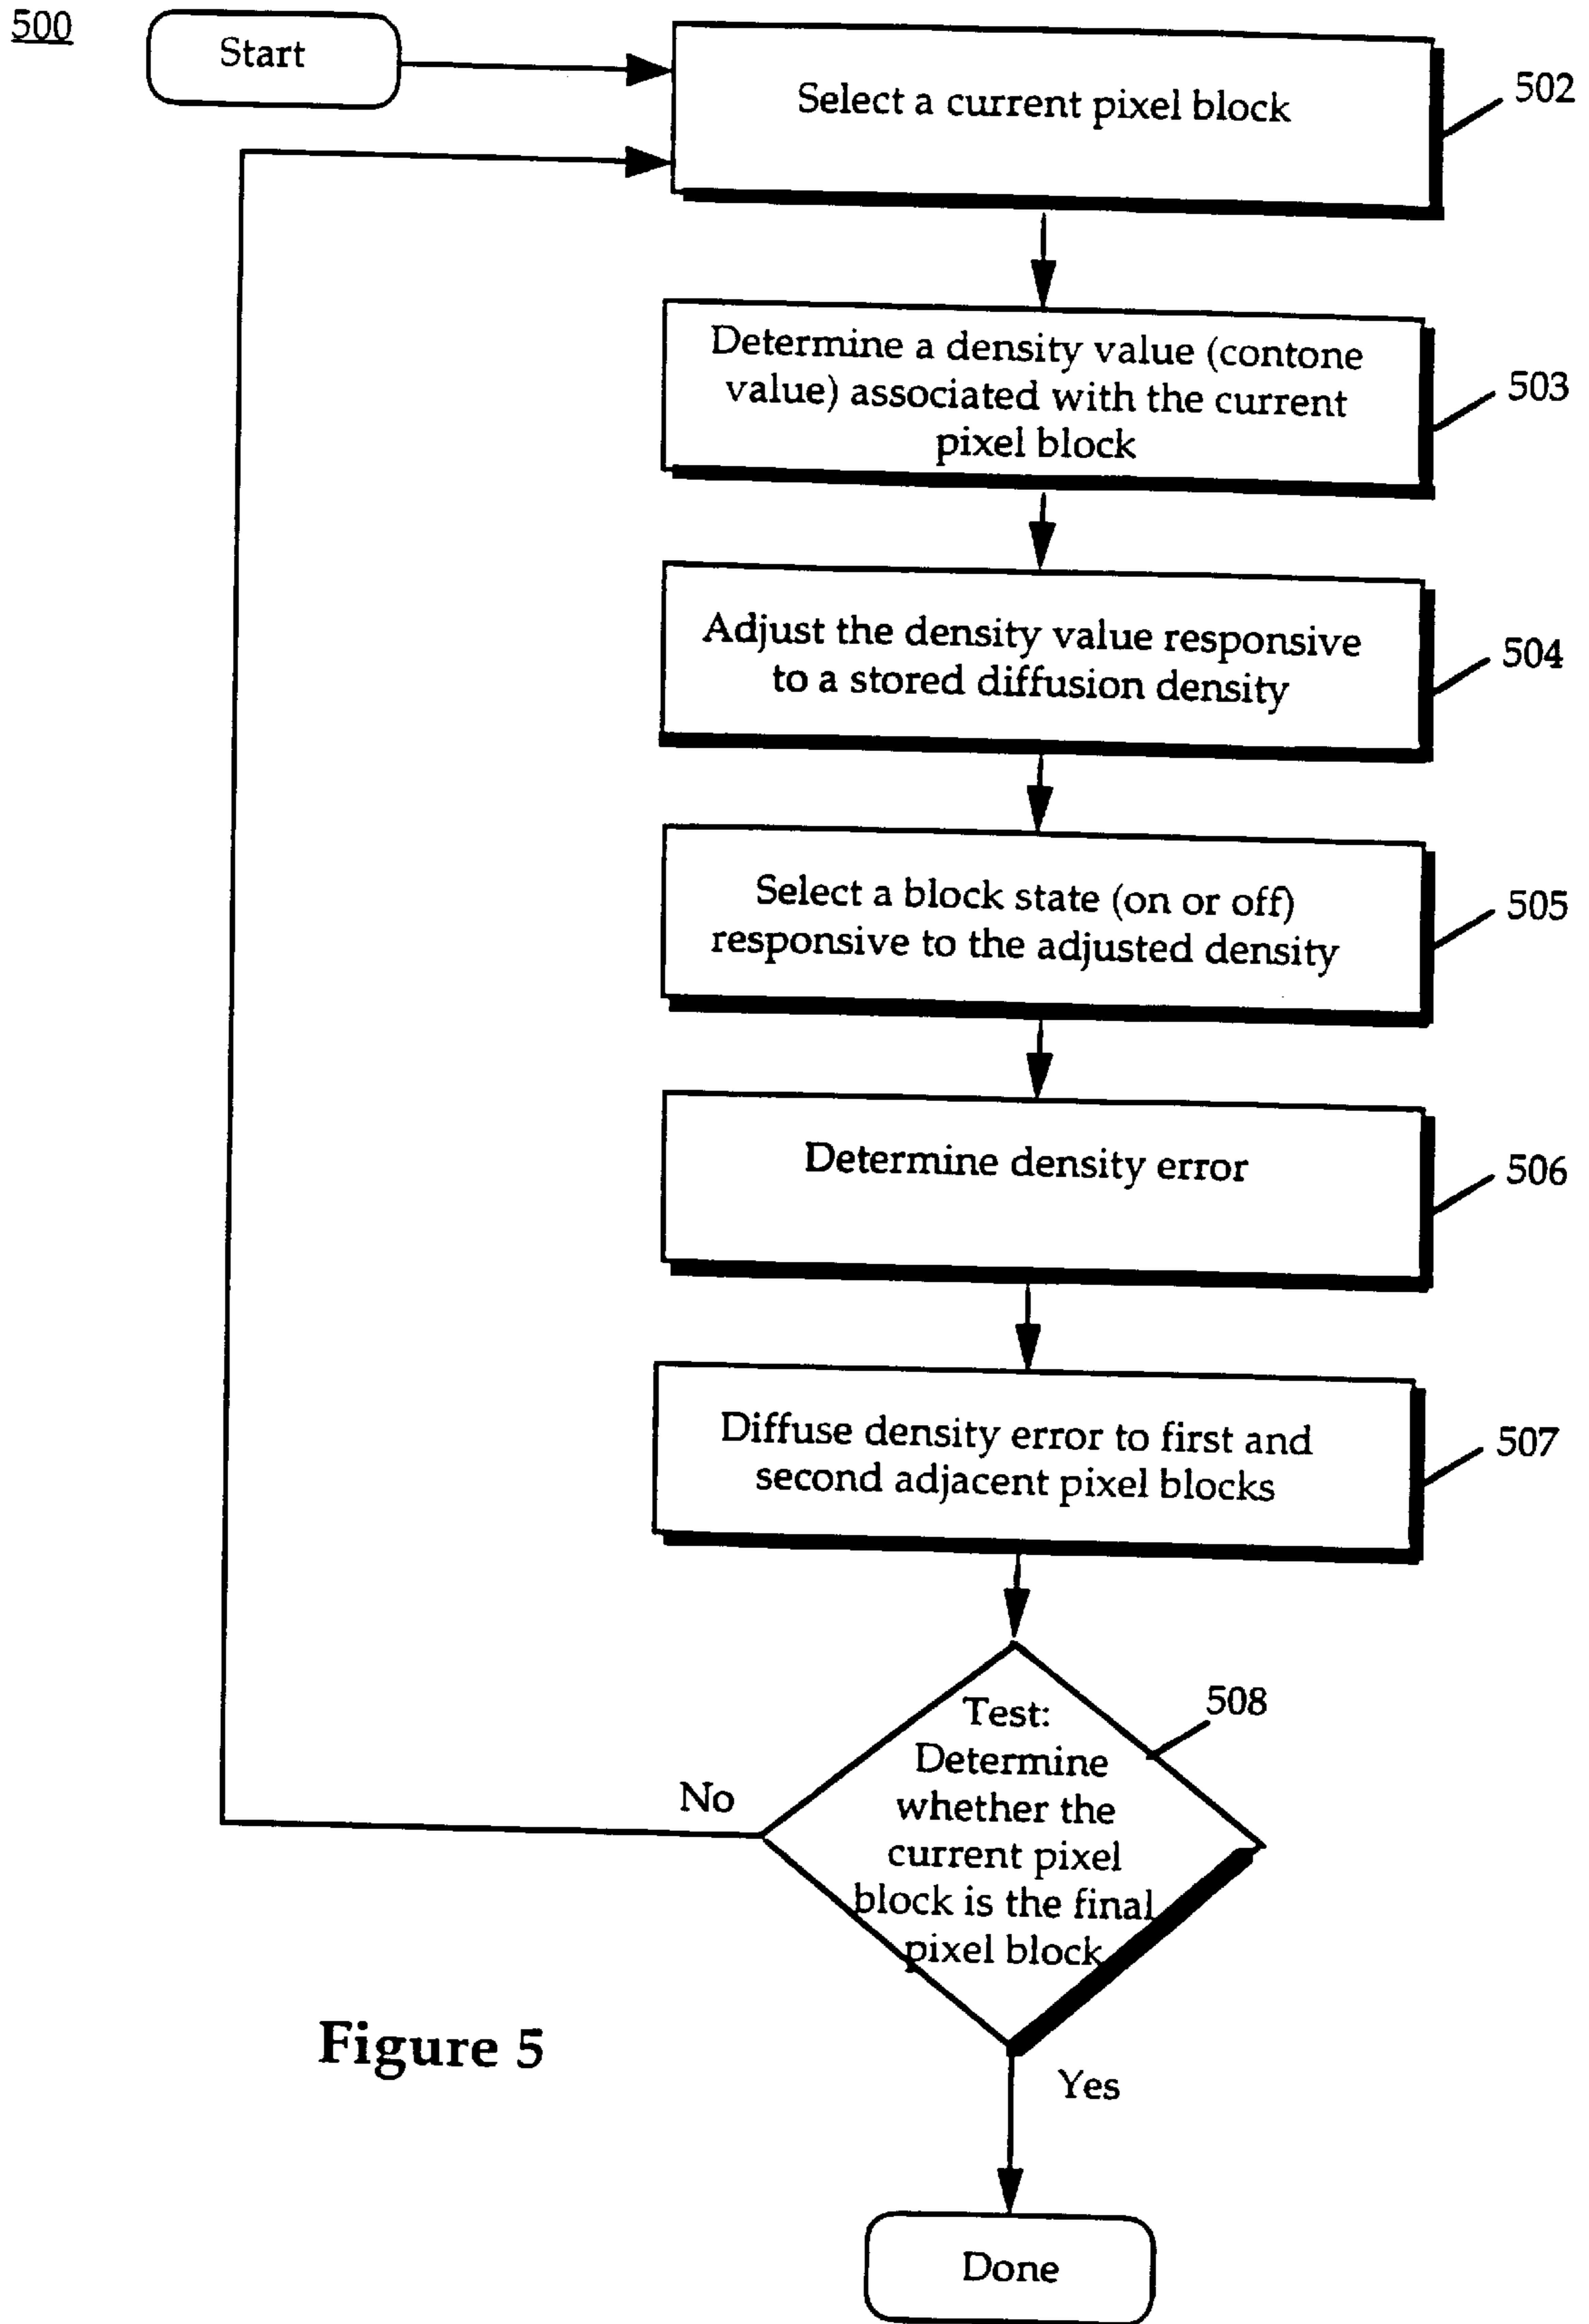 500
Start
Select a current pixel block
502
Determine a density value (contone
value) associated with the current
pixel block
503
Adjust the density value responsive
to a stored diffusion density
504
Select a block state (on or off)
responsive to the adjusted density
505
Determine density error
506
Diffuse density error to first and
second adjacent pixel blocks
507
Test:
Determine
whether the
current pixel
block is the final
pixel block
508
No
Yes
Figure 5
Done